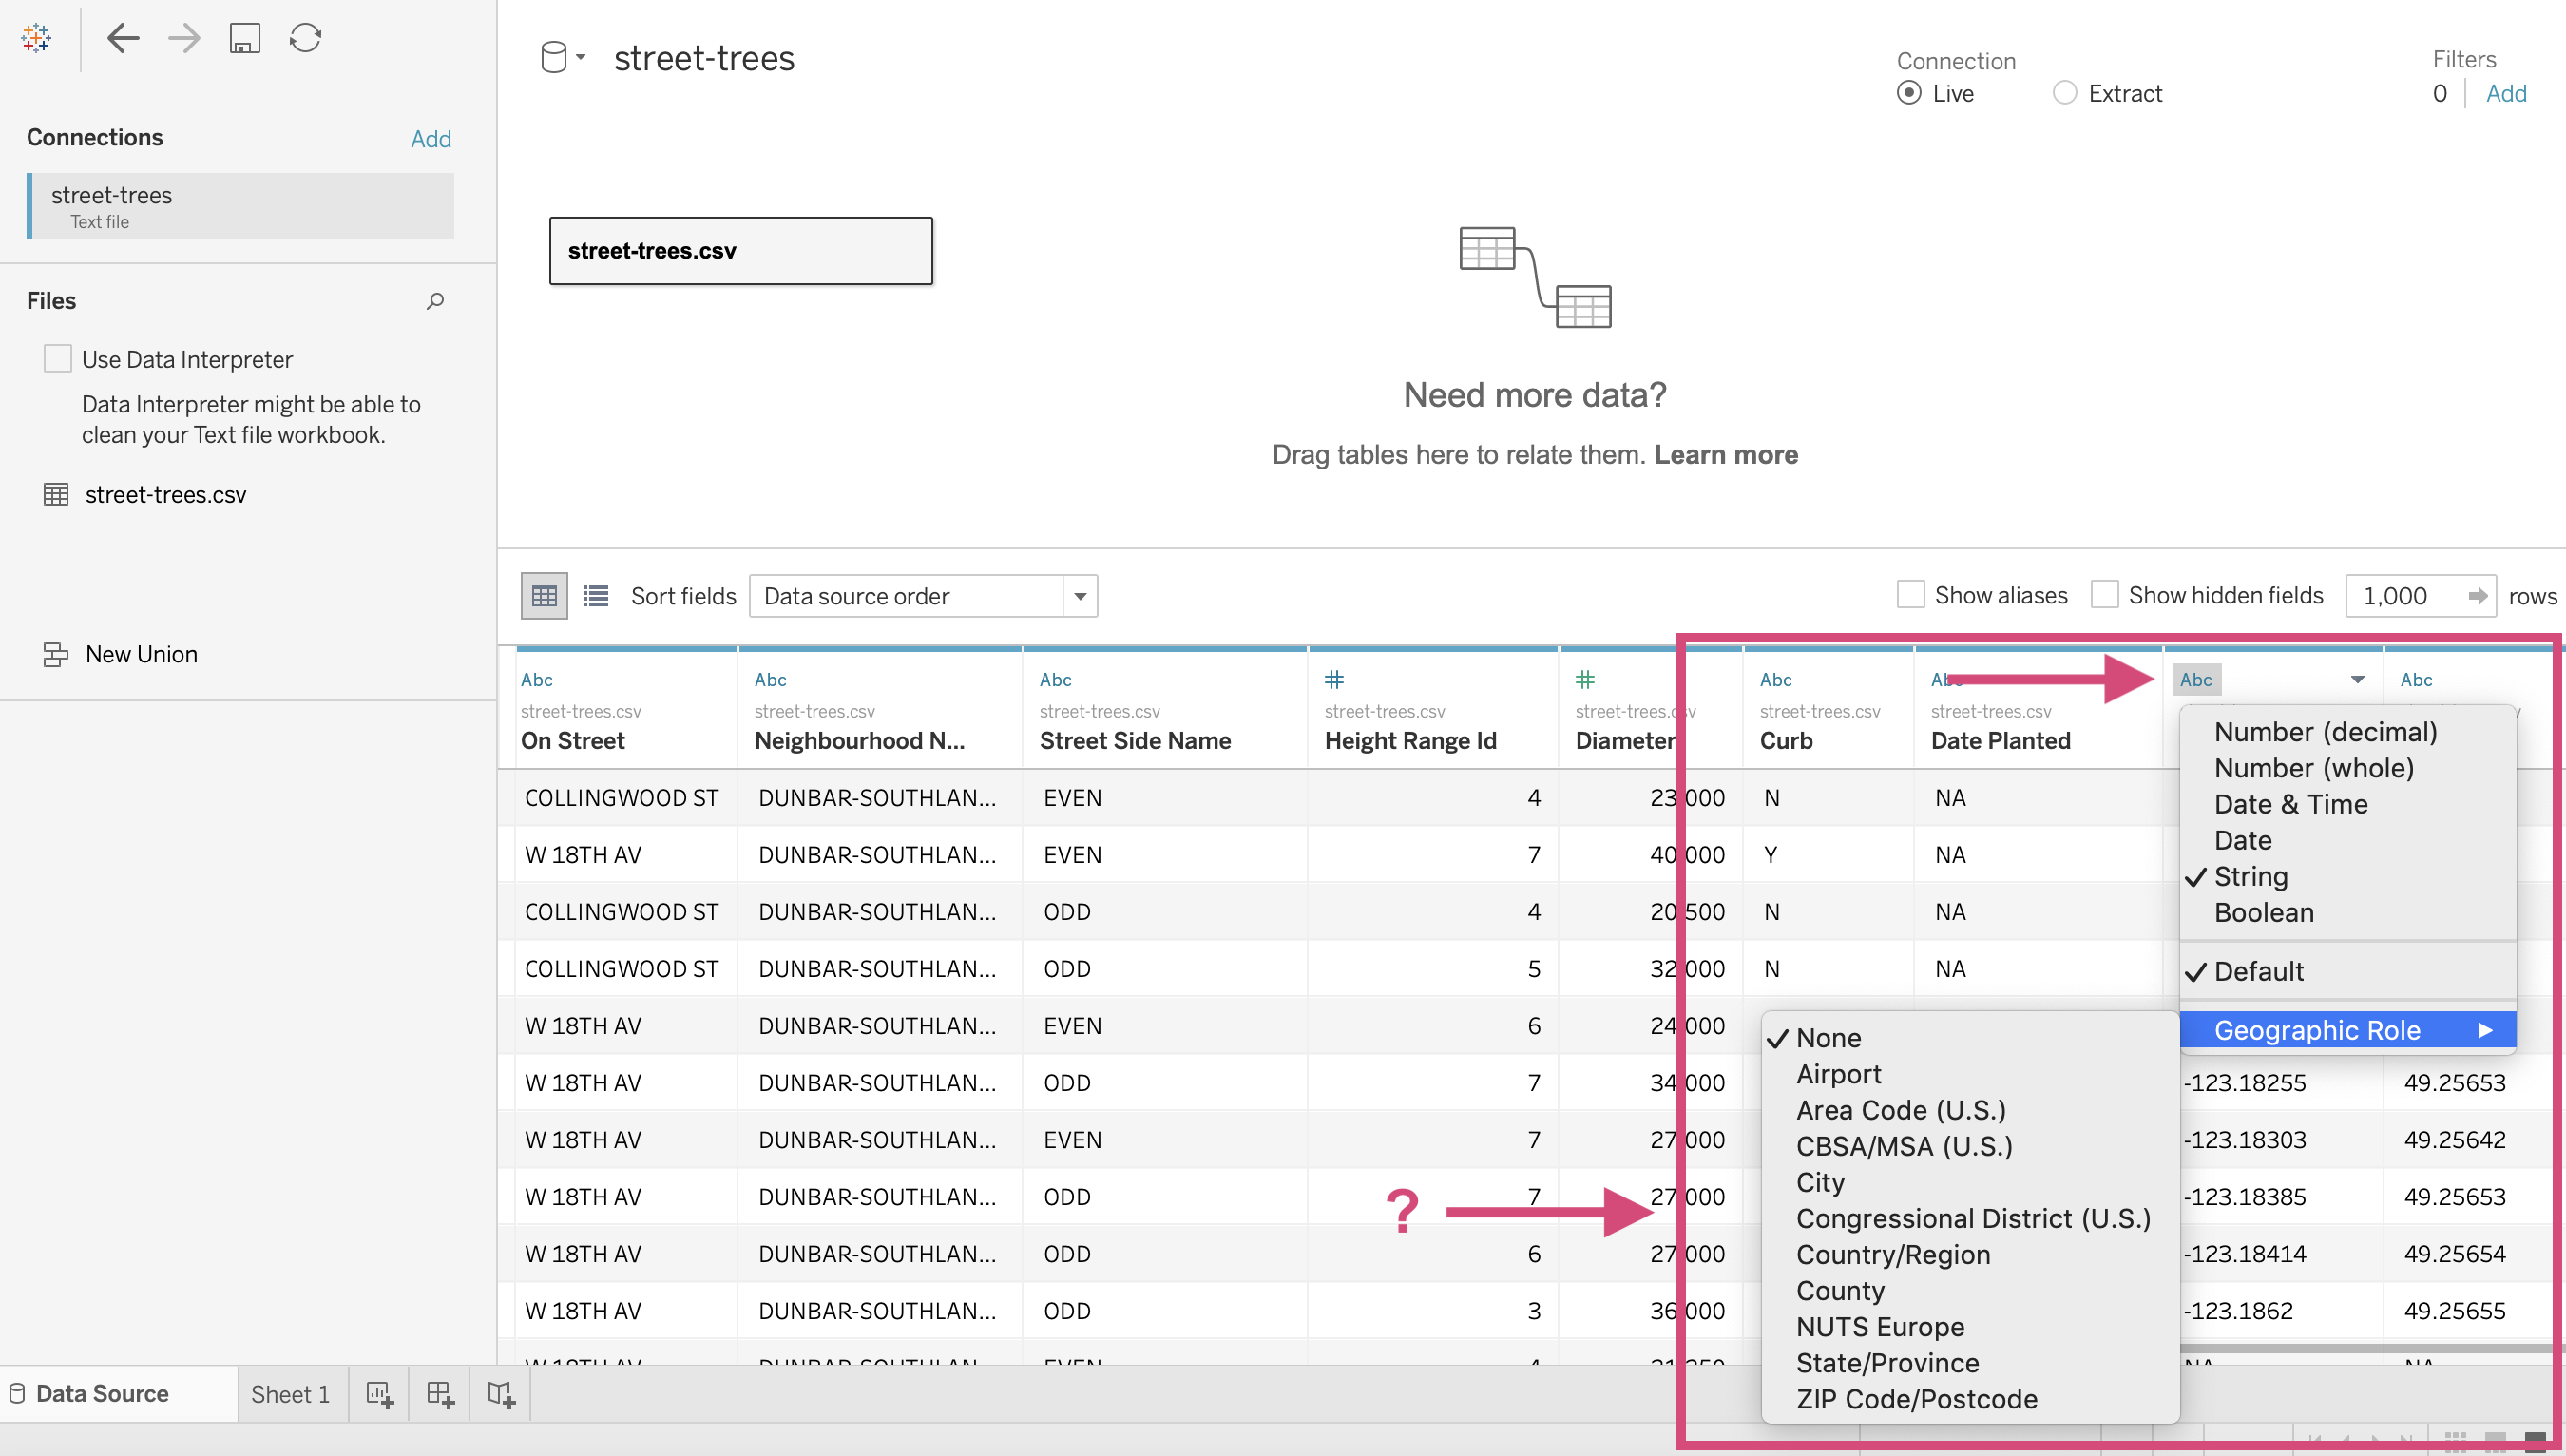 street-trees
Connection
Live
Extract
Filters
0
Add
Connections
Add
street-trees
Text file
street-trees.csv
Files
Use Data Interpreter
Data Interpreter might be able to
clean your Text file workbook.
street-trees.csv
New Union
Need more data?
Drag tables here to relate them. Learn more
Sort fields
Data source order
Show aliases
Show hidden fields
1,000
rows
Abc Abc Abc # # Abc Abc Abc Abc
street-trees.csv street-trees.csv street-trees.csv street-trees.csv street-trees.csv street-trees.csv street-trees.csv
On Street Neighbourhood N... Street Side Name Height Range Id Diameter Curb Date Planted
COLLINGWOOD ST DUNBAR-SOUTHLAN... EVEN 4 23.000 N NA
W 18TH AV DUNBAR-SOUTHLAN... EVEN 7 40.000 Y NA
COLLINGWOOD ST DUNBAR-SOUTHLAN... ODD 4 20.500 N NA
COLLINGWOOD ST DUNBAR-SOUTHLAN... ODD 5 32.000 N NA
W 18TH AV DUNBAR-SOUTHLAN... EVEN 6 24.000
W 18TH AV DUNBAR-SOUTHLAN... ODD 7 34.000 -123.18255 49.25653
W 18TH AV DUNBAR-SOUTHLAN... EVEN 7 27.000 -123.18303 49.25642
W 18TH AV DUNBAR-SOUTHLAN... ODD 7 27.000 -123.18385 49.25653
W 18TH AV DUNBAR-SOUTHLAN... ODD 6 27.000 -123.18414 49.25654
W 18TH AV DUNBAR-SOUTHLAN... ODD 3 36.000 -123.1862 49.25655
Number (decimal)
Number (whole)
Date & Time
Date
String
Boolean
Default
Geographic Role
None
Airport
Area Code (U.S.)
CBSA/MSA (U.S.)
City
Congressional District (U.S.)
Country/Region
County
NUTS Europe
State/Province
ZIP Code/Postcode
?
Data Source
Sheet 1